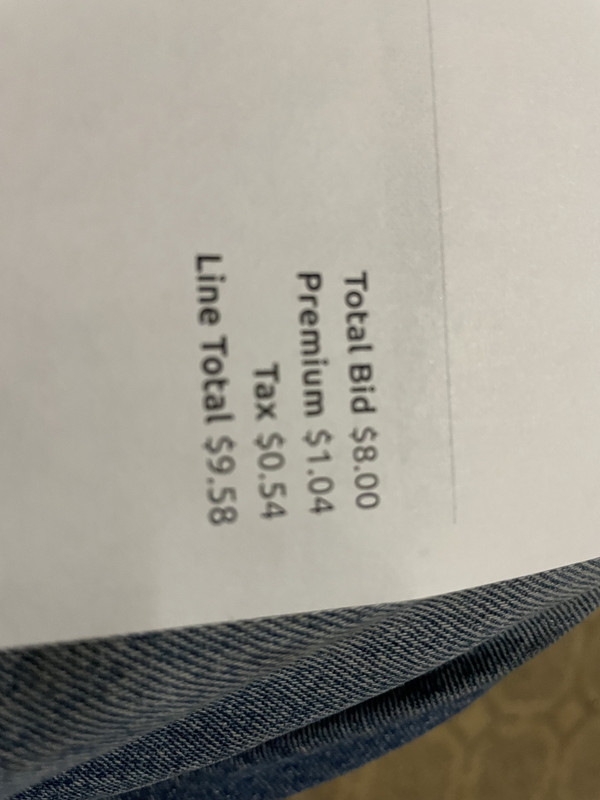 Total Bid $8.00
Premium $1.04
Tax $0.54
Line Total $9.58